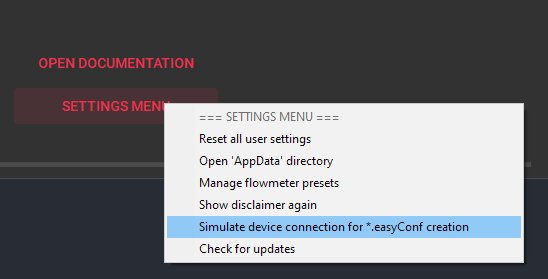 OPEN DOCUMENTATION
SETTINGS MENU
=== SETTINGS MENU ===
Reset all user settings
Open 'AppData' directory
Manage flowmeter presets
Show disclaimer again
Simulate device connection for *.easyConf creation
Check for updates